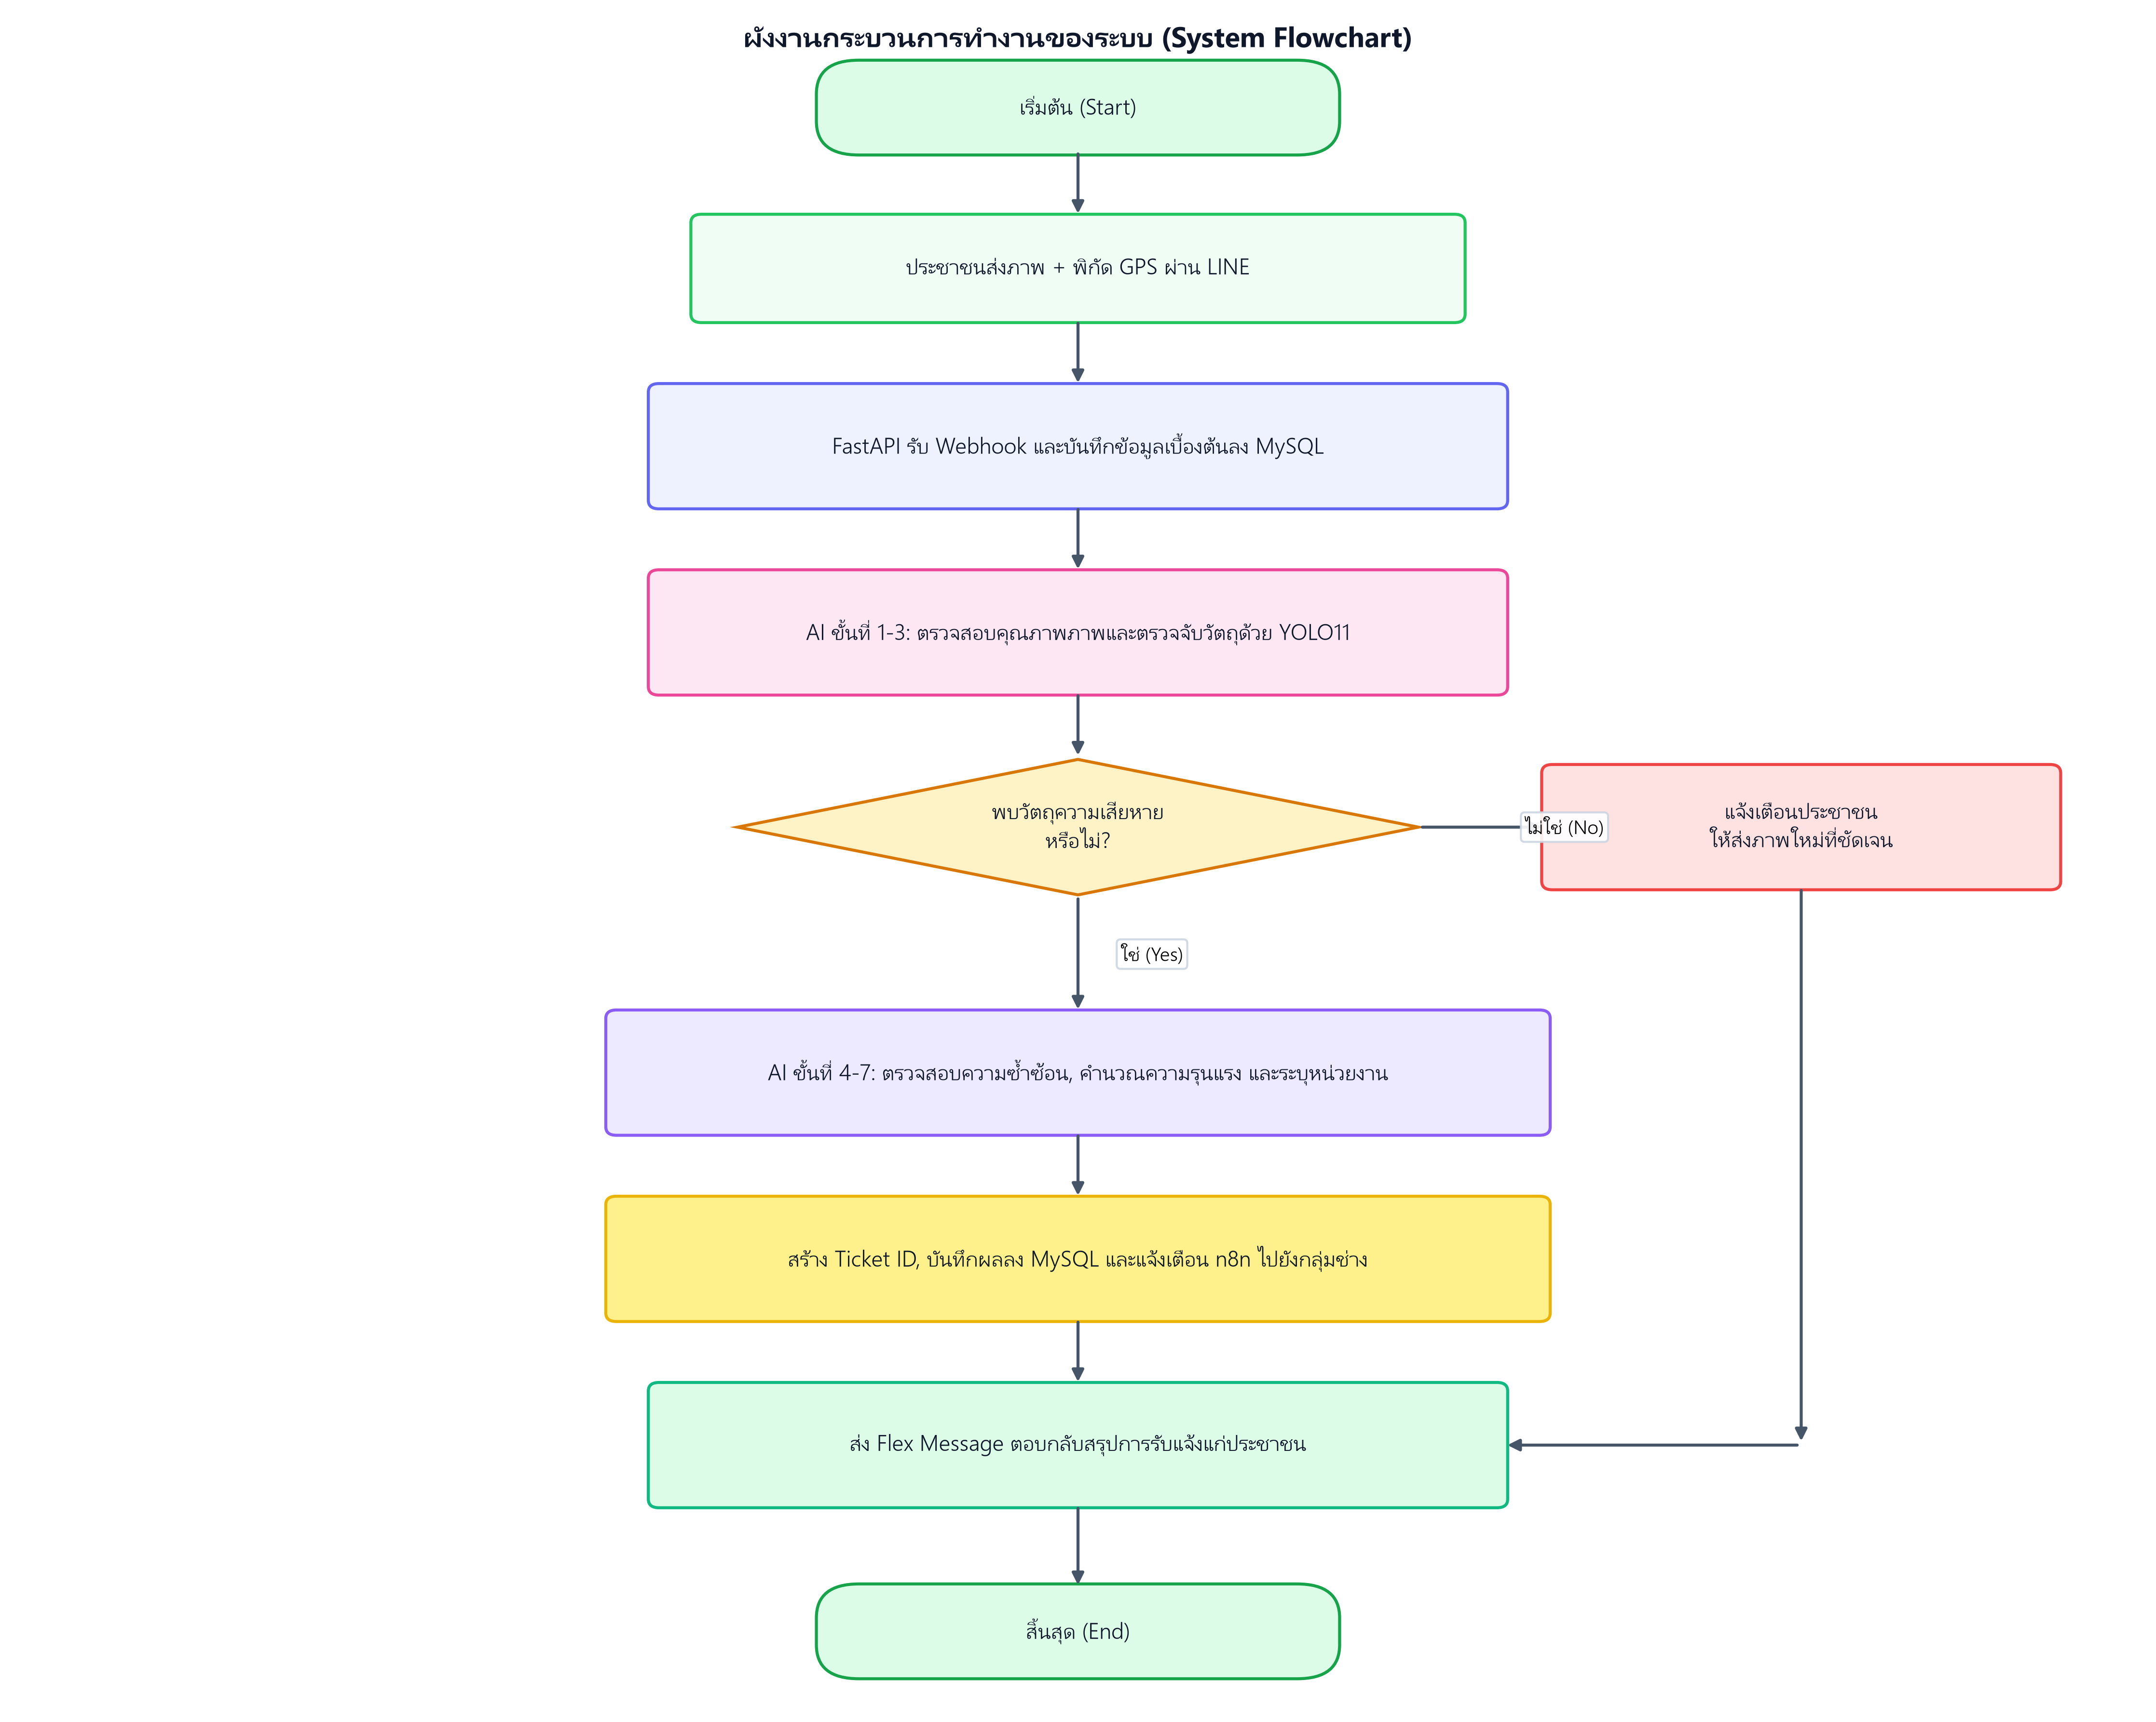 ผังงานกระบวนการทำงานของระบบ (System Flowchart)
เริ่มต้น (Start)
ประชาชนส่งภาพ + พิกัด GPS ผ่าน LINE
FastAPI รับ Webhook และบันทึกข้อมูลเบื้องต้นลง MySQL
AI ขั้นที่ 1-3: ตรวจสอบคุณภาพภาพและตรวจจับวัตถุด้วย YOLO11
พบวัตถุความเสียหาย
หรือไม่?
ไม่ใช่ (No)
แจ้งเตือนประชาชน
ให้ส่งภาพใหม่ที่ชัดเจน
ใช่ (Yes)
AI ขั้นที่ 4-7: ตรวจสอบความซ้ำซ้อน, คำนวณความรุนแรง และระบุหน่วยงาน
สร้าง Ticket ID, บันทึกผลลง MySQL และแจ้งเตือน n8n ไปยังกลุ่มช่าง
ส่ง Flex Message ตอบกลับสรุปการรับแจ้งแก่ประชาชน
สิ้นสุด (End)